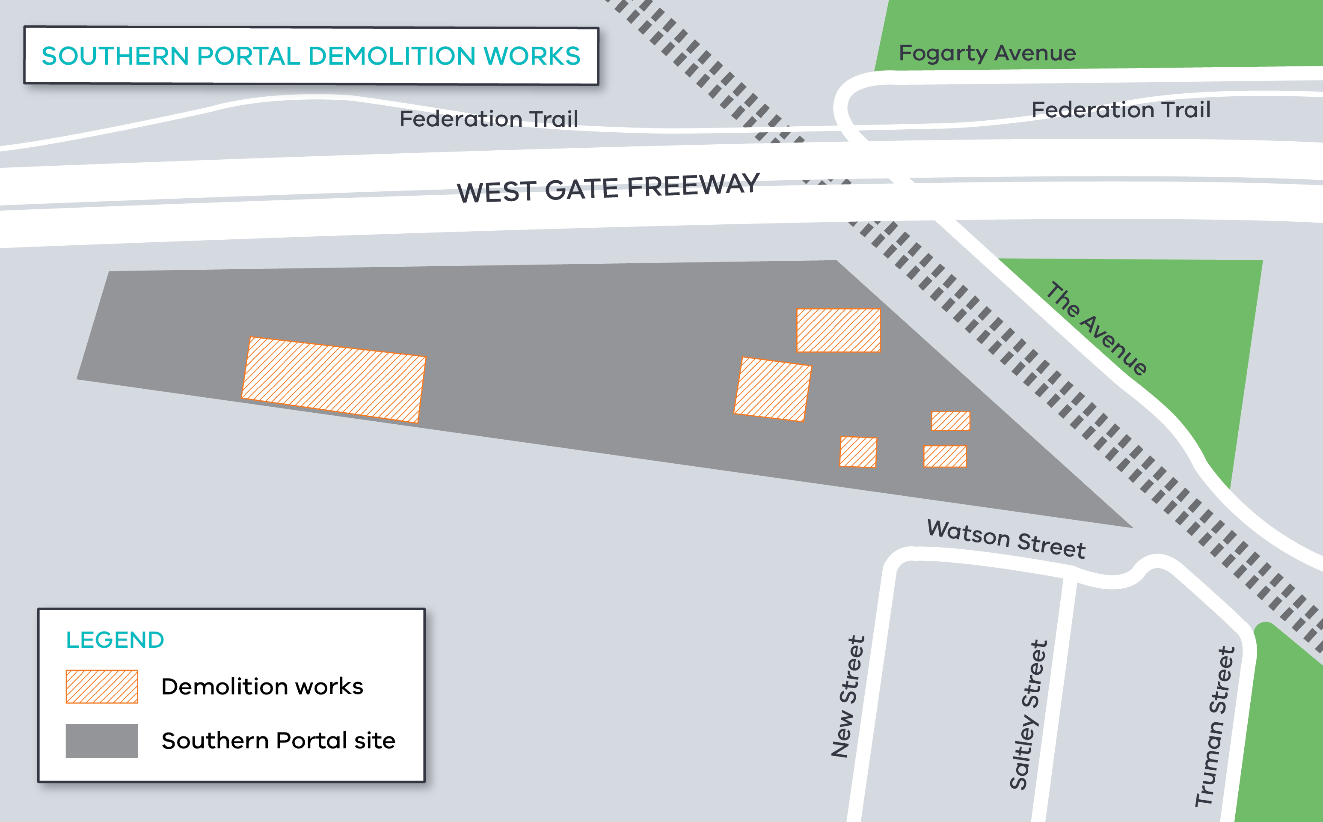 SOUTHERN PORTAL DEMOLITION WORKS
Fogarty Avenue
Federation Trail
Federation Trail
WEST GATE FREEWAY
The Avenue
Watson Street
New Street
Saltley Street
Truman Street
LEGEND
Demolition works
Southern Portal site